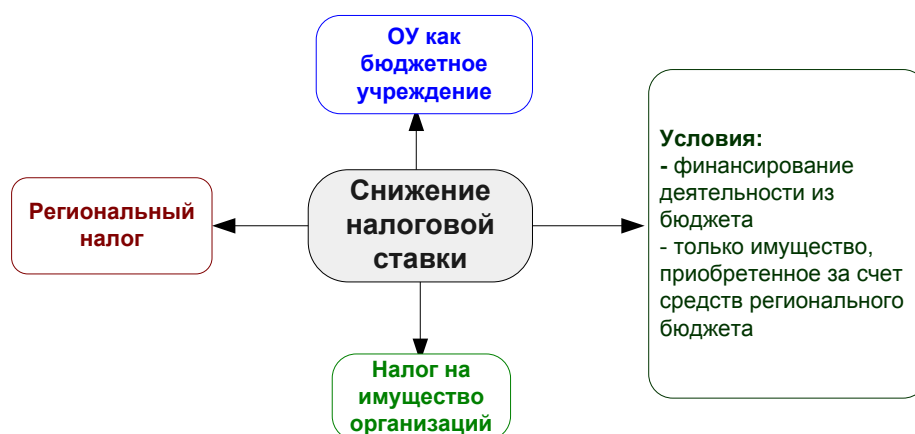 ОУ как
бюджетное
учреждение
Региональный
налог
Снижение
налоговой
ставки
Условия:
- финансирование
деятельности из
бюджета
- только имущество,
приобретенное за счет
средств регионального
бюджета
Налог на
имущество
организаций